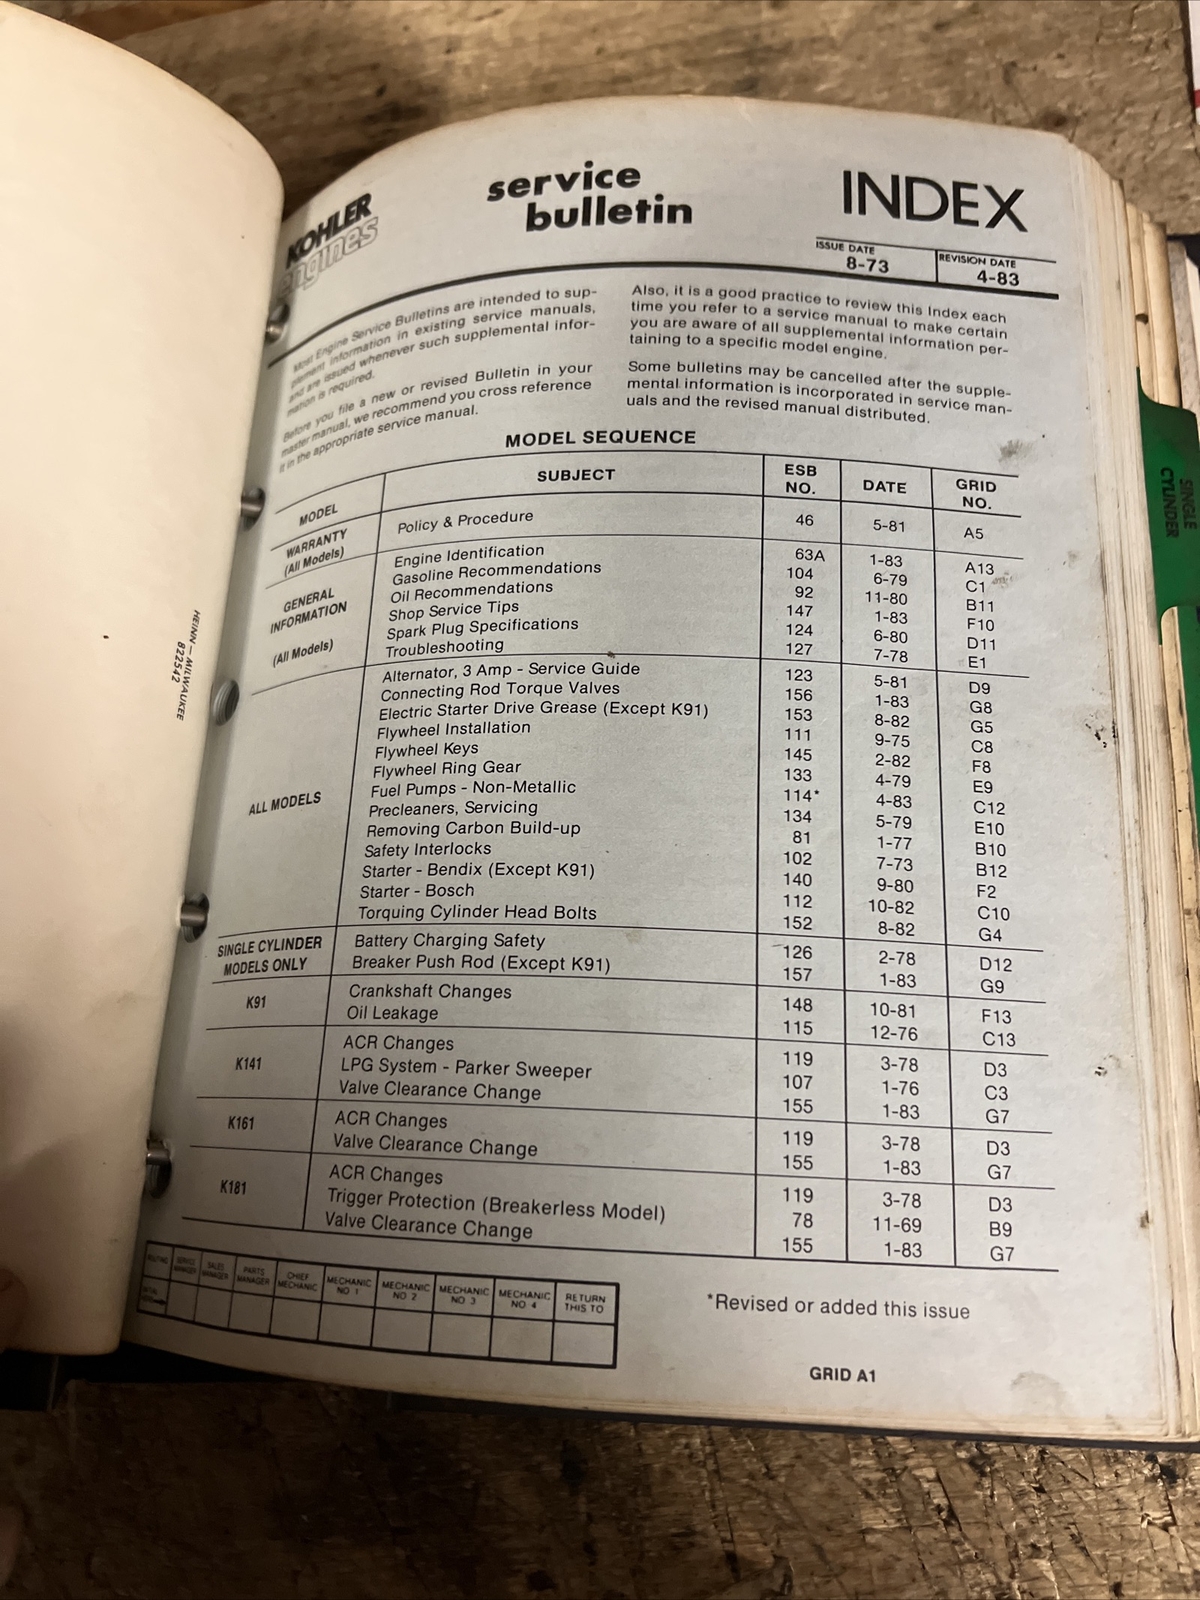 HEINN—MILWAUKEE
822542
KOHLER
engines
service
bulletin
INDEX
ISSUE DATE
8-73
REVISION DATE
4-83
Most Engine Service Bulletins are intended to sup-
plement information in existing service manuals,
and are issued whenever such supplemental infor-
mation is required.
Before you file a new or revised Bulletin in your
master manual, we recommend you cross reference
it in the appropriate service manual.
Also, it is a good practice to review this Index each
time you refer to a service manual to make certain
you are aware of all supplemental information per-
taining to a specific model engine.
Some bulletins may be cancelled after the supple-
mental information is incorporated in service man-
uals and the revised manual distributed.
MODEL SEQUENCE
MODEL SUBJECT ESB NO. DATE GRID NO.
WARRANTY (All Models) Policy & Procedure 46 5-81 A5
GENERAL INFORMATION (All Models)
Engine Identification 63A 1-83 A13
Gasoline Recommendations 104 6-79 C1
Oil Recommendations 92 11-80 B11
Shop Service Tips 147 1-83 F10
Spark Plug Specifications 124 6-80 D11
Troubleshooting 127 7-78 E1
ALL MODELS
Alternator, 3 Amp - Service Guide 123 5-81 D9
Connecting Rod Torque Valves 156 1-83 G8
Electric Starter Drive Grease (Except K91) 153 8-82 G5
Flywheel Installation 111 9-75 C8
Flywheel Keys 145 2-82 F8
Flywheel Ring Gear 133 4-79 E9
Fuel Pumps - Non-Metallic 114* 4-83 C12
Precleaners, Servicing 134 5-79 E10
Removing Carbon Build-up 81 1-77 B10
Safety Interlocks 102 7-73 B12
Starter - Bendix (Except K91) 140 9-80 F2
Starter - Bosch 112 10-82 C10
Torquing Cylinder Head Bolts 152 8-82 G4
SINGLE CYLINDER MODELS ONLY
Battery Charging Safety 126 2-78 D12
Breaker Push Rod (Except K91) 157 1-83 G9
K91
Crankshaft Changes 148 10-81 F13
Oil Leakage 115 12-76 C13
K141
ACR Changes 119 3-78 D3
LPG System - Parker Sweeper 107 1-76 C3
Valve Clearance Change 155 1-83 G7
K161
ACR Changes 119 3-78 D3
Valve Clearance Change 155 1-83 G7
K181
ACR Changes 119 3-78 D3
Trigger Protection (Breakerless Model) 78 11-69 B9
Valve Clearance Change 155 1-83 G7
SERVICE MANAGER
SALES MANAGER
PARTS MANAGER
CHIEF MECHANIC
MECHANIC NO 1
MECHANIC NO 2
MECHANIC NO 3
MECHANIC NO 4
RETURN THIS TO
*Revised or added this issue
GRID A1
SINGLE
CYLINDER